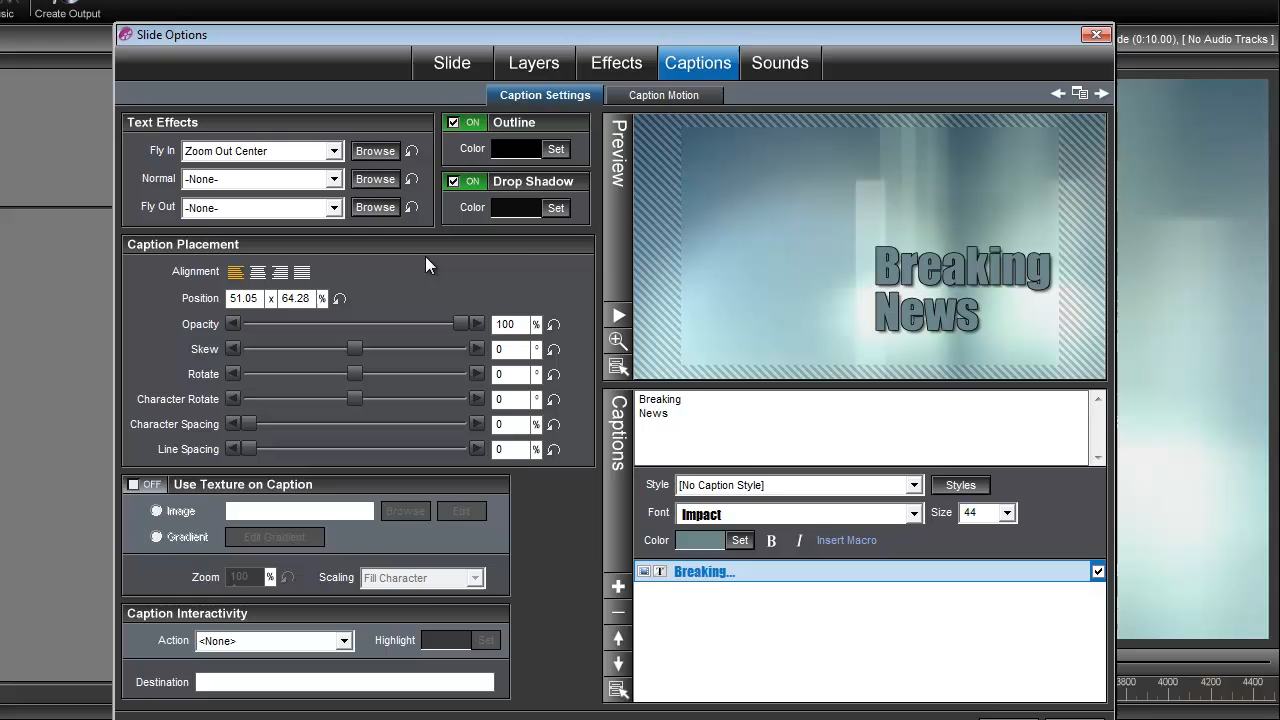 sic
Create Output
Slide Options
de (0:10.00), [ No Audio Tracks ]
Slide
Layers
Effects
Captions
Sounds
Caption Settings
Caption Motion
Text Effects
Fly In
Zoom Out Center
Browse
Normal
-None-
Browse
Fly Out
-None-
Browse
ON
Outline
Color
Set
ON
Drop Shadow
Color
Set
Caption Placement
Alignment
Position
51.05
x
64.28
%
Opacity
100
%
Skew
0
°
Rotate
0
°
Character Rotate
0
°
Character Spacing
0
%
Line Spacing
0
%
OFF
Use Texture on Caption
Image
Browse
Edit
Gradient
Edit Gradient
Zoom
100
%
Scaling
Fill Character
Caption Interactivity
Action
<None>
Highlight
Set
Destination
Preview
Breaking
News
Captions
Breaking
News
Style
[No Caption Style]
Styles
Font
Impact
Size
44
Color
Set
B
I
Insert Macro
T
Breaking...
3800
4000
4200
4400